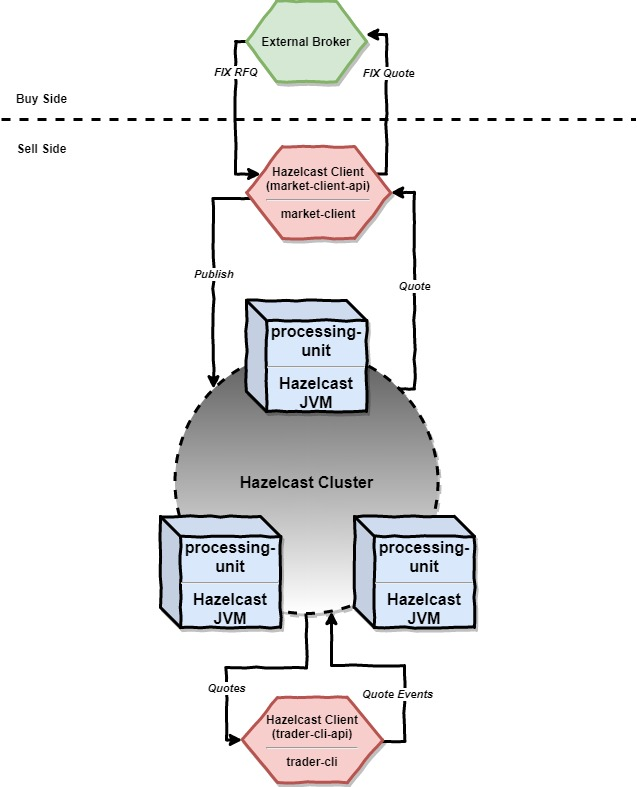 External Broker
FIX RFQ
FIX Quote
Buy Side
Sell Side
Hazelcast Client
(market-client-api)
market-client
Publish
Quote
processing-
unit
Hazelcast
JVM
Hazelcast Cluster
processing-
unit
Hazelcast
JVM
processing-
unit
Hazelcast
JVM
Quotes
Quote Events
Hazelcast Client
(trader-cli-api)
trader-cli